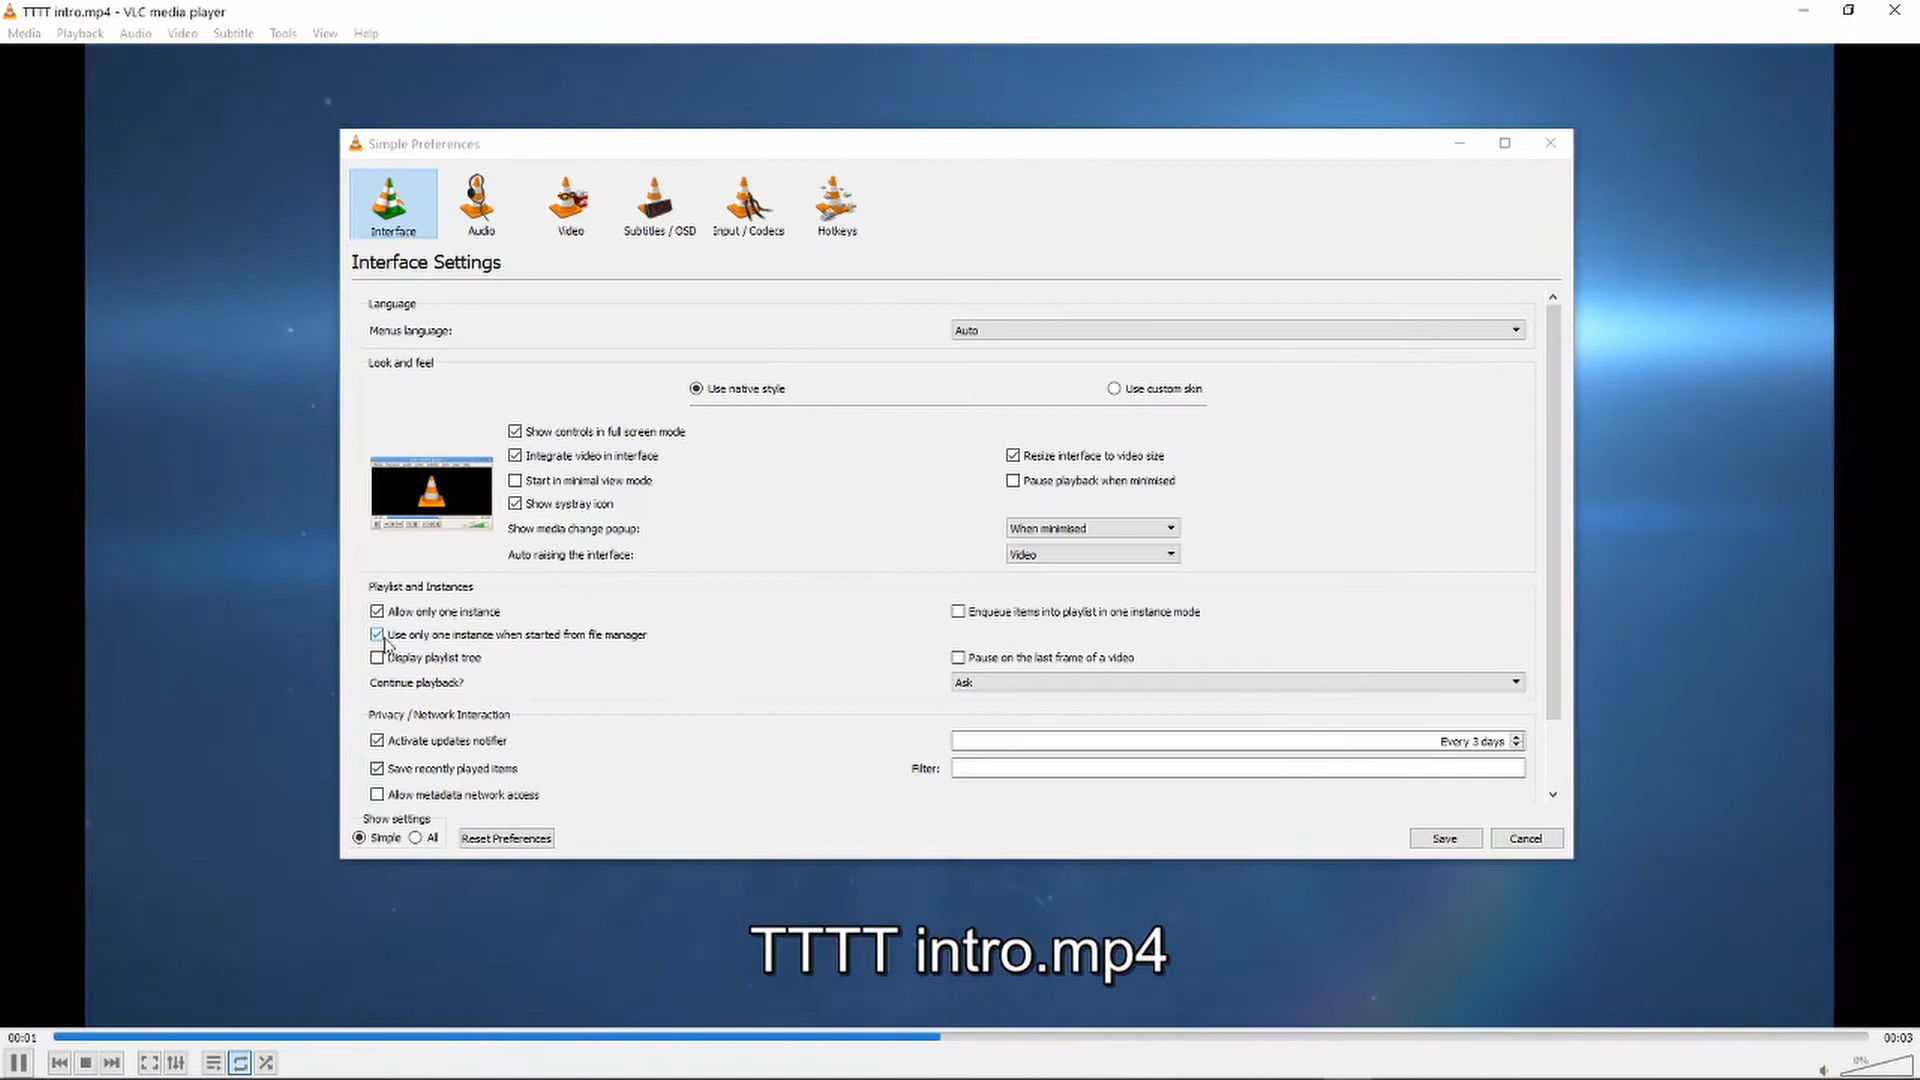 TTTT intro.mp4 - VLC media player
Media Playback Audio Video Subtitle Tools View Help
Simple Preferences
Interface Audio Video Subtitles / OSD Input / Codecs Hotkeys
Interface Settings
Language
Menus language: Auto
Look and feel
Use native style Use custom skin
Show controls in full screen mode
Integrate video in interface Resize interface to video size
Start in minimal view mode Pause playback when minimised
Show systray icon
Show media change popup: When minimised
Auto raising the interface: Video
Playlist and Instances
Allow only one instance Enqueue items into playlist in one instance mode
Use only one instance when started from file manager
Display playlist tree Pause on the last frame of a video
Continue playback? Ask
Privacy / Network Interaction
Activate updates notifier Every 3 days
Save recently played items Filter:
Allow metadata network access
Show settings
Simple All Reset Preferences Save Cancel
TTTT intro.mp4
00:01 00:03
0%